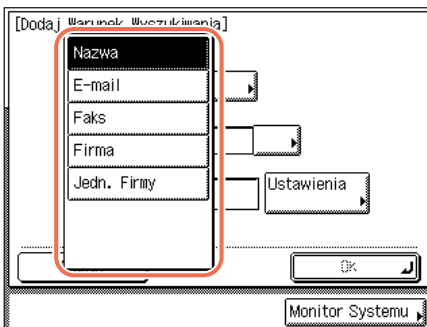 [Dodaj Warunek Wyszukiwania]
Nazwa
E-mail
Faks
Firma
Jedn. Firmy
Ustawienia
OK
Monitor Systemu